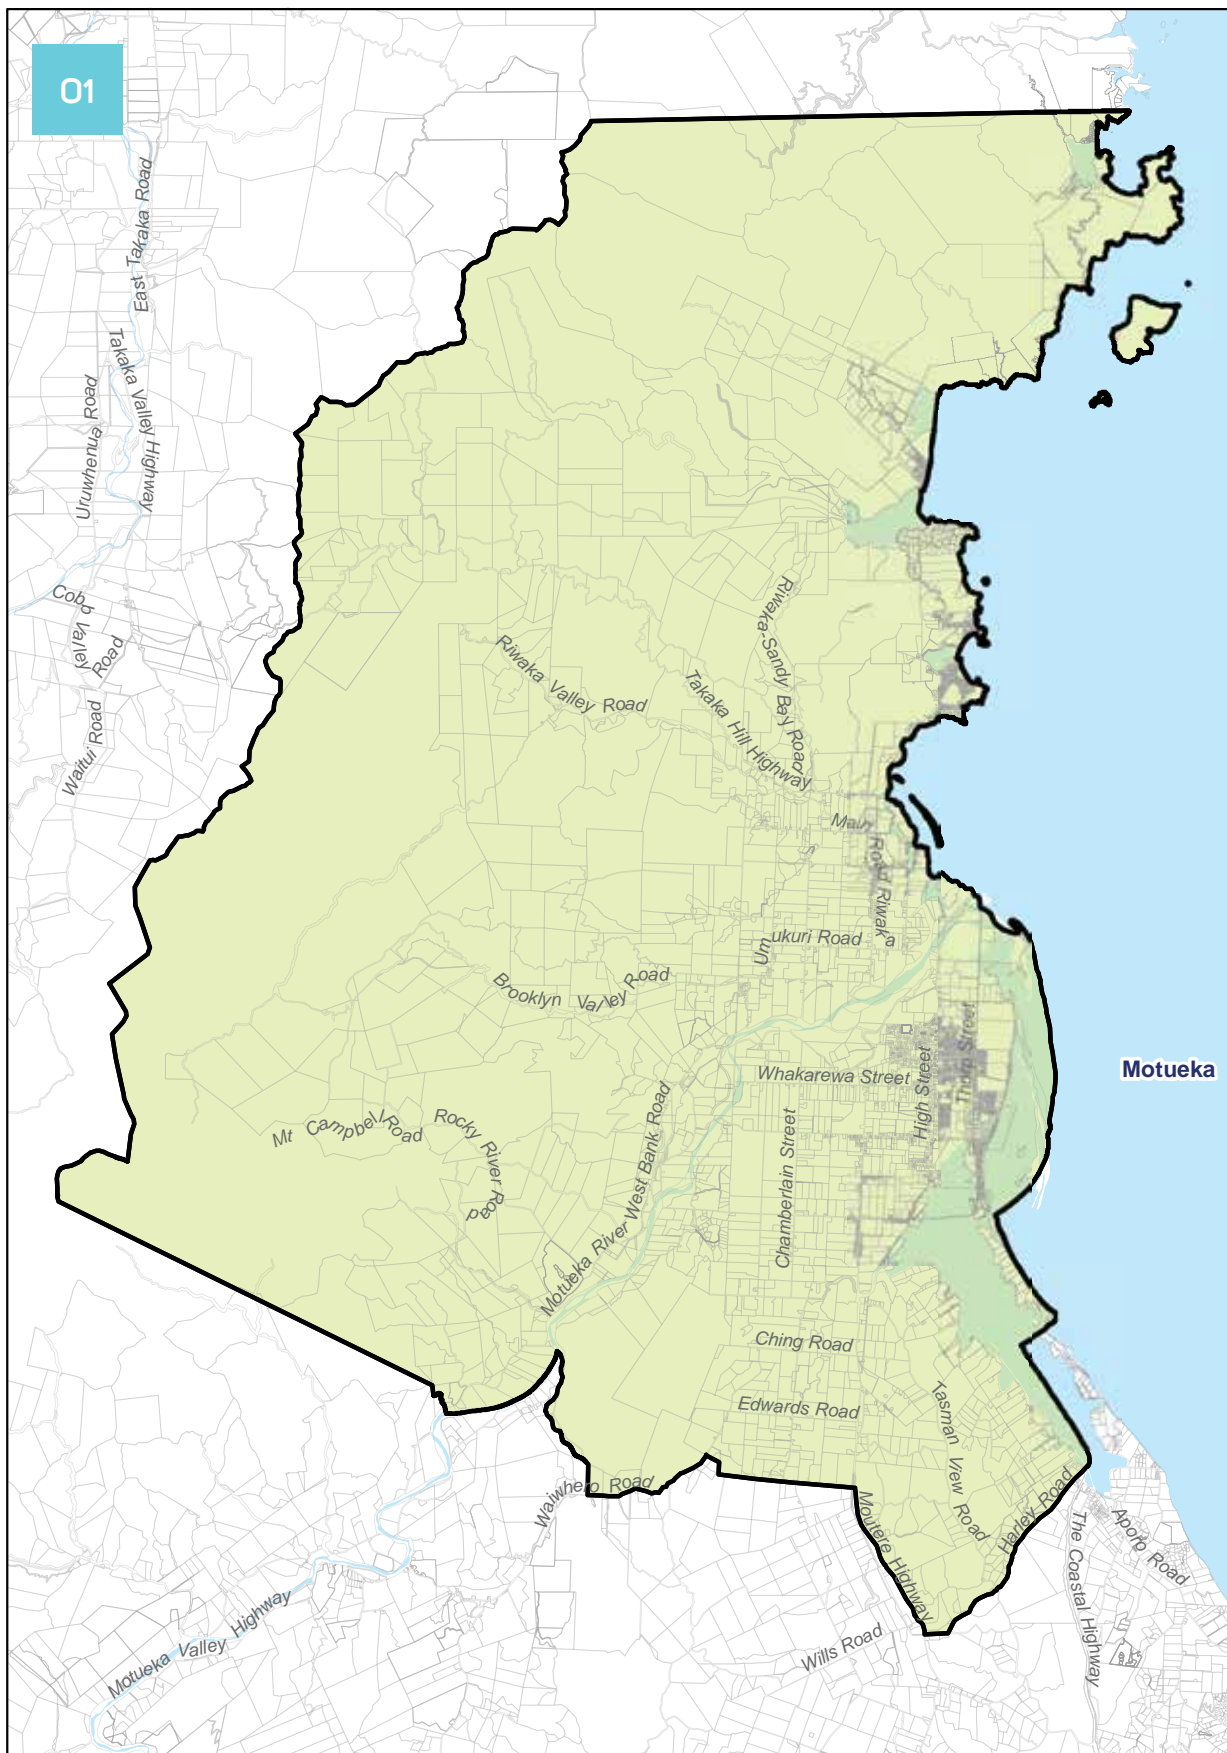 01
East Takaka Road
Takaka Valley Highway
Uruwhenua Road
Cobb Valley Road
Waitui Road
Riwaka-Sandy Bay Road
Riwaka Valley Road
Takaka Hill Highway
Main Road Riwaka
Umukuri Road
Brooklyn Valley Road
Thorp Street
High Street
Whakarewa Street
Motueka
Mt Campbell Road
Rocky River Road
Motueka River West Bank Road
Chamberlain Street
Ching Road
Edwards Road
Tasman View Road
Waiwhero Road
Moutere Highway
Harley Road
Aporo Road
The Coastal Highway
Motueka Valley Highway
Wills Road